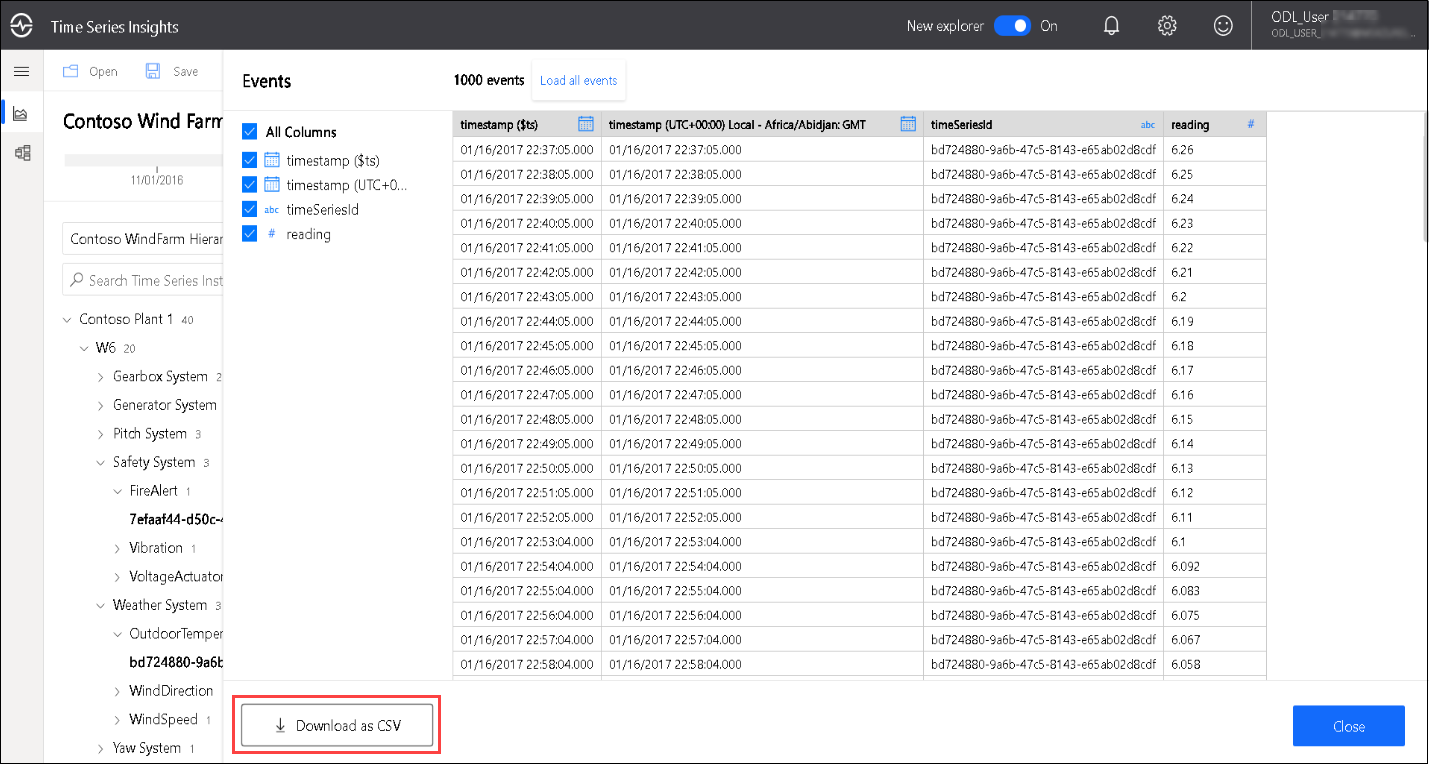 Time Series Insights
New explorer On
ODL_User
ODL_USER_
Open Save
Contoso Wind Farm
11/01/2016
Contoso WindFarm Hierar
Search Time Series Inst
Contoso Plant 1 40
W6 20
Gearbox System 2
Generator System
Pitch System 3
Safety System 3
FireAlert 1
7efaaf44-d50c-4
Vibration 1
VoltageActuator
Weather System 3
OutdoorTemper
bd724880-9a6b
WindDirection
WindSpeed 1
Yaw System 1
Events
1000 events Load all events
All Columns
timestamp ($ts)
timestamp (UTC+0...
abc timeSeriesId
# reading
timestamp ($ts) timestamp (UTC+00:00) Local - Africa/Abidjan: GMT timeSeriesId abc reading #
01/16/2017 22:37:05.000 01/16/2017 22:37:05.000 bd724880-9a6b-47c5-8143-e65ab02d8cdf 6.26
01/16/2017 22:38:05.000 01/16/2017 22:38:05.000 bd724880-9a6b-47c5-8143-e65ab02d8cdf 6.25
01/16/2017 22:39:05.000 01/16/2017 22:39:05.000 bd724880-9a6b-47c5-8143-e65ab02d8cdf 6.24
01/16/2017 22:40:05.000 01/16/2017 22:40:05.000 bd724880-9a6b-47c5-8143-e65ab02d8cdf 6.23
01/16/2017 22:41:05.000 01/16/2017 22:41:05.000 bd724880-9a6b-47c5-8143-e65ab02d8cdf 6.22
01/16/2017 22:42:05.000 01/16/2017 22:42:05.000 bd724880-9a6b-47c5-8143-e65ab02d8cdf 6.21
01/16/2017 22:43:05.000 01/16/2017 22:43:05.000 bd724880-9a6b-47c5-8143-e65ab02d8cdf 6.2
01/16/2017 22:44:05.000 01/16/2017 22:44:05.000 bd724880-9a6b-47c5-8143-e65ab02d8cdf 6.19
01/16/2017 22:45:05.000 01/16/2017 22:45:05.000 bd724880-9a6b-47c5-8143-e65ab02d8cdf 6.18
01/16/2017 22:46:05.000 01/16/2017 22:46:05.000 bd724880-9a6b-47c5-8143-e65ab02d8cdf 6.17
01/16/2017 22:47:05.000 01/16/2017 22:47:05.000 bd724880-9a6b-47c5-8143-e65ab02d8cdf 6.16
01/16/2017 22:48:05.000 01/16/2017 22:48:05.000 bd724880-9a6b-47c5-8143-e65ab02d8cdf 6.15
01/16/2017 22:49:05.000 01/16/2017 22:49:05.000 bd724880-9a6b-47c5-8143-e65ab02d8cdf 6.14
01/16/2017 22:50:05.000 01/16/2017 22:50:05.000 bd724880-9a6b-47c5-8143-e65ab02d8cdf 6.13
01/16/2017 22:51:05.000 01/16/2017 22:51:05.000 bd724880-9a6b-47c5-8143-e65ab02d8cdf 6.12
01/16/2017 22:52:05.000 01/16/2017 22:52:05.000 bd724880-9a6b-47c5-8143-e65ab02d8cdf 6.11
01/16/2017 22:53:04.000 01/16/2017 22:53:04.000 bd724880-9a6b-47c5-8143-e65ab02d8cdf 6.1
01/16/2017 22:54:04.000 01/16/2017 22:54:04.000 bd724880-9a6b-47c5-8143-e65ab02d8cdf 6.092
01/16/2017 22:55:04.000 01/16/2017 22:55:04.000 bd724880-9a6b-47c5-8143-e65ab02d8cdf 6.083
01/16/2017 22:56:04.000 01/16/2017 22:56:04.000 bd724880-9a6b-47c5-8143-e65ab02d8cdf 6.075
01/16/2017 22:57:04.000 01/16/2017 22:57:04.000 bd724880-9a6b-47c5-8143-e65ab02d8cdf 6.067
01/16/2017 22:58:04.000 01/16/2017 22:58:04.000 bd724880-9a6b-47c5-8143-e65ab02d8cdf 6.058
Download as CSV
Close